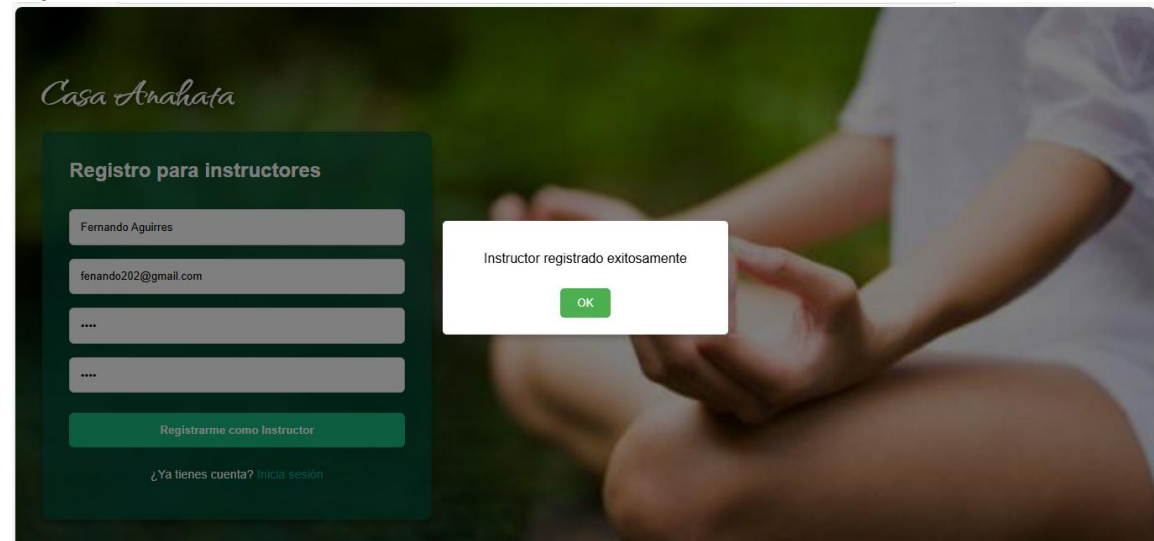 Casa Anahata
Registro para instructores
Fernando Aguirres
fenando202@gmail.com
••••
••••
Registrarme como Instructor
¿Ya tienes cuenta? Inicia sesión
Instructor registrado exitosamente
OK